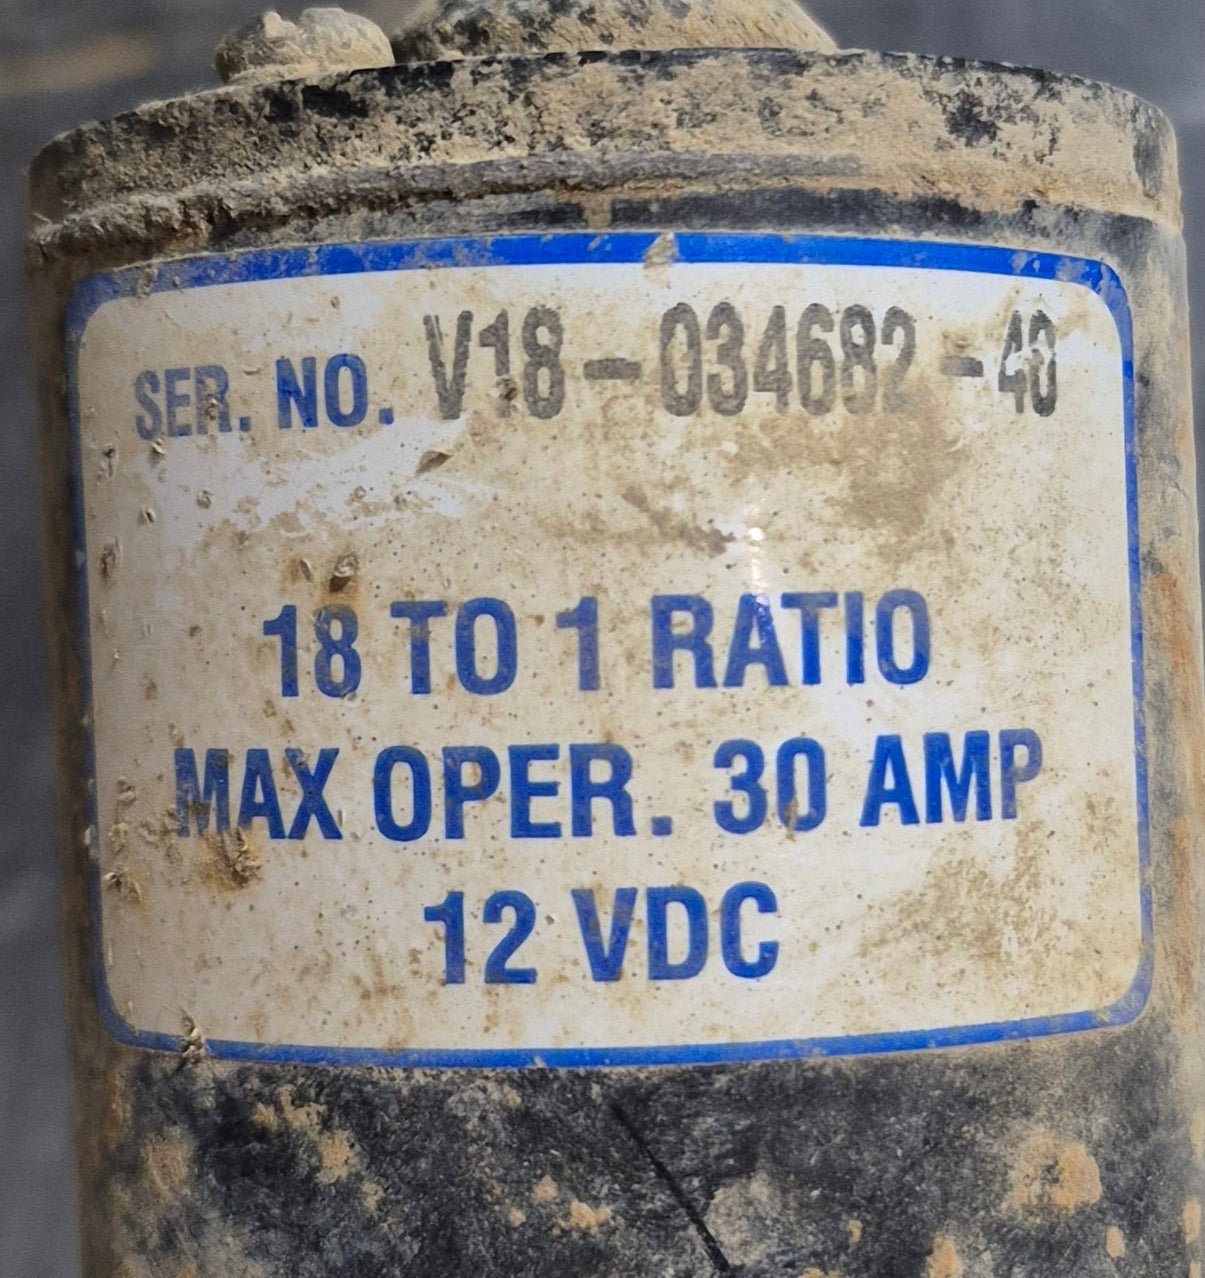 SER. NO. V18-034682-40
18 TO 1 RATIO
MAX OPER. 30 AMP
12 VDC